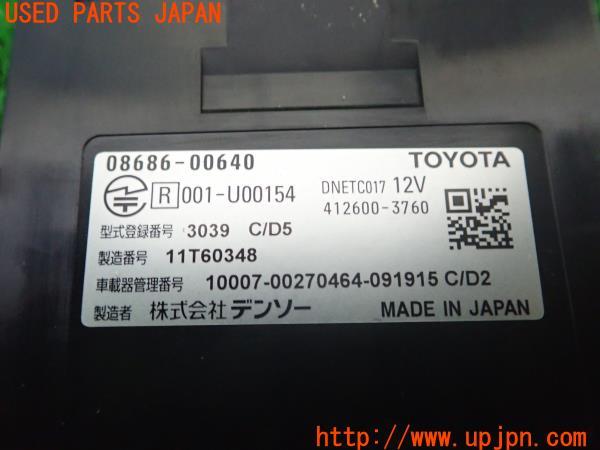 USED PARTS JAPAN
08686-00640
TOYOTA
R 001-U00154
DNETC017 12V
412600-3760
型式登録番号 3039 C/D5
製造番号 11T60348
車載器管理番号 10007-00270464-091915 C/D2
製造者 株式会社デンソー MADE IN JAPAN
http://www.upjpn.com